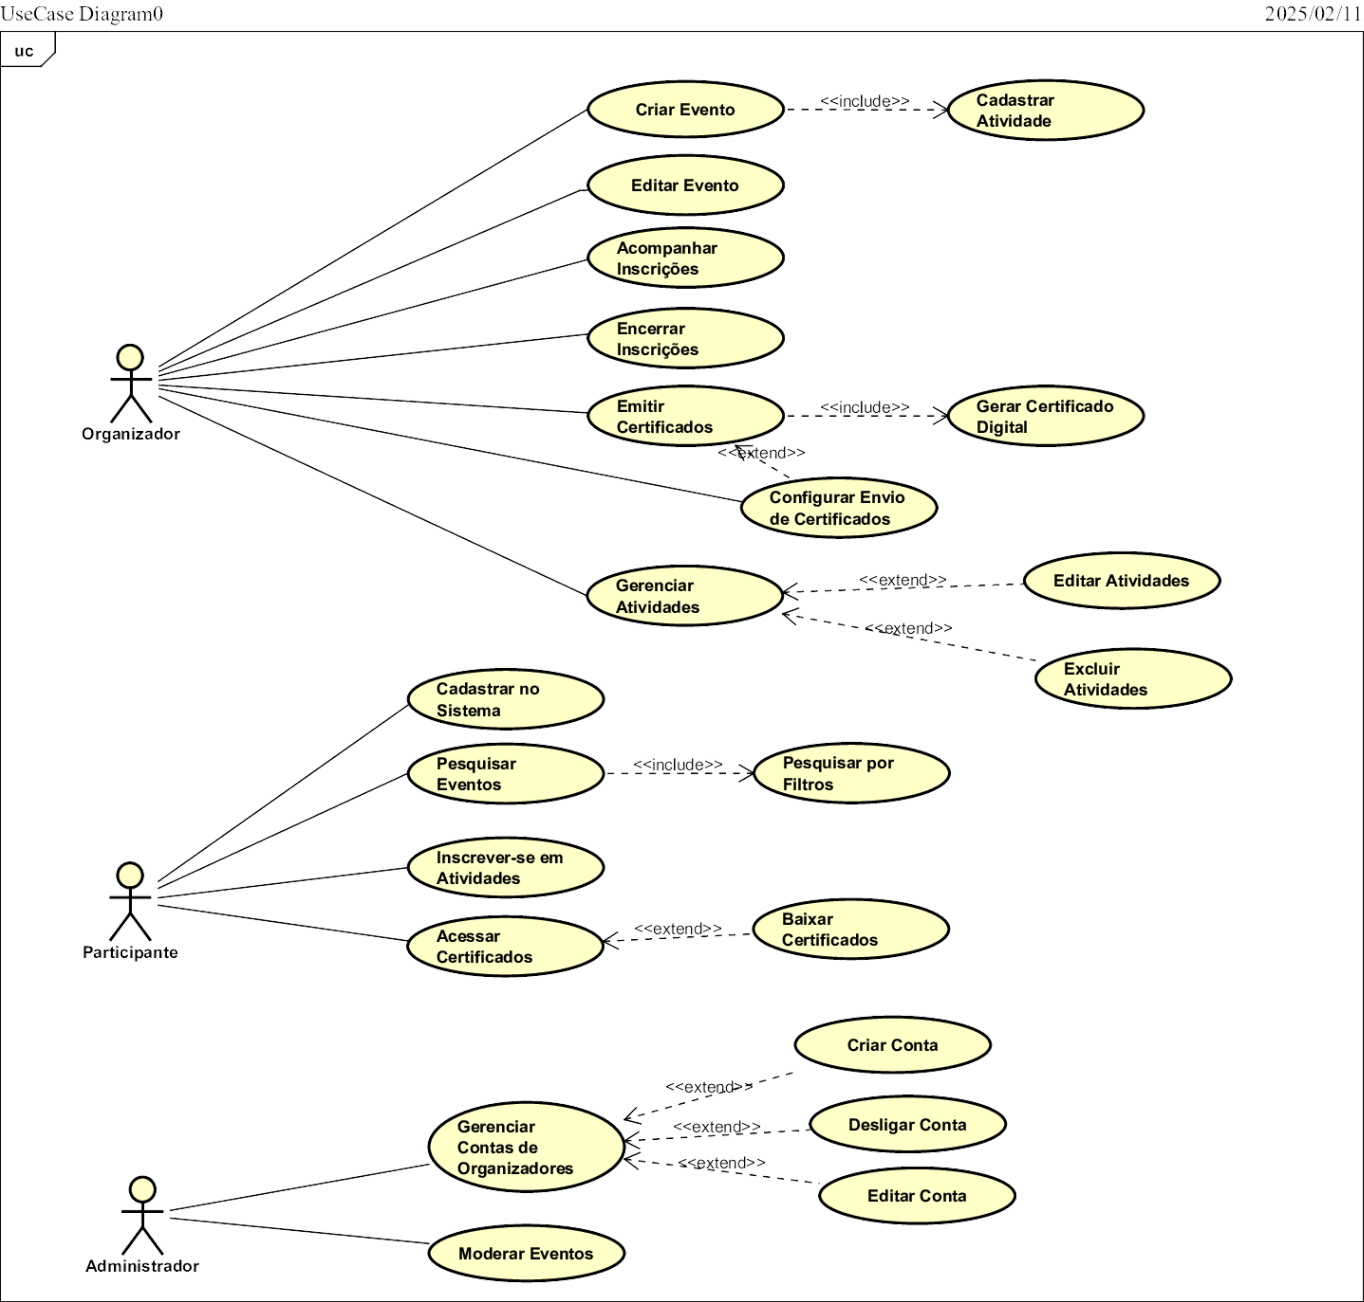 UseCase Diagram0
2025/02/11
uc
Criar Evento
<<include>>
Cadastrar
Atividade
Editar Evento
Acompanhar
Inscrições
Encerrar
Inscrições
Organizador
Emitir
Certificados
<<include>>
Gerar Certificado
Digital
<<extend>>
Configurar Envio
de Certificados
Gerenciar
Atividades
<<extend>>
Editar Atividades
<<extend>>
Excluir
Atividades
Cadastrar no
Sistema
Pesquisar
Eventos
<<include>>
Pesquisar por
Filtros
Inscrever-se em
Atividades
Participante
Acessar
Certificados
<<extend>>
Baixar
Certificados
Criar Conta
<<extend>>
Gerenciar
Contas de
Organizadores
<<extend>>
Desligar Conta
<<extend>>
Editar Conta
Administrador
Moderar Eventos